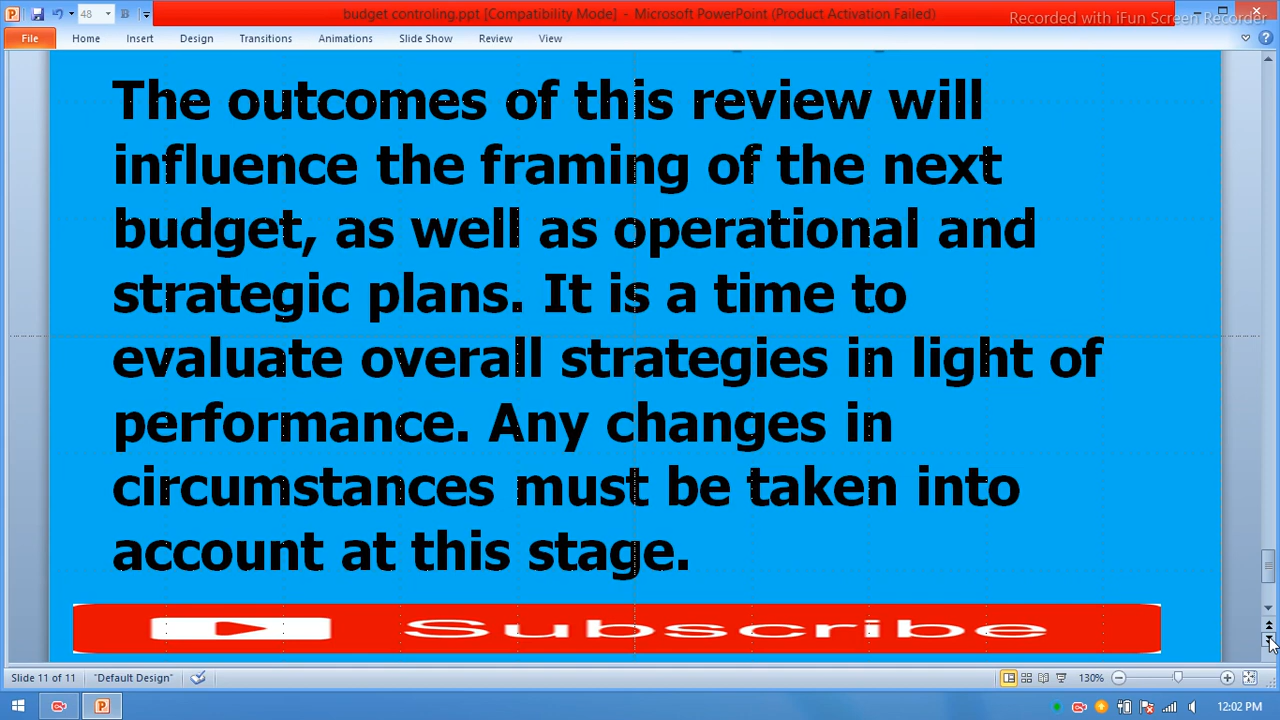 48
budget controling.ppt [Compatibility Mode] - Microsoft PowerPoint (Product Activation Failed)
Recorded with iFun Screen Recorder
File Home Insert Design Transitions Animations Slide Show Review View
The outcomes of this review will
influence the framing of the next
budget, as well as operational and
strategic plans. It is a time to
evaluate overall strategies in light of
performance. Any changes in
circumstances must be taken into
account at this stage.
Subscribe
Slide 11 of 11 "Default Design" 130%
12:02 PM